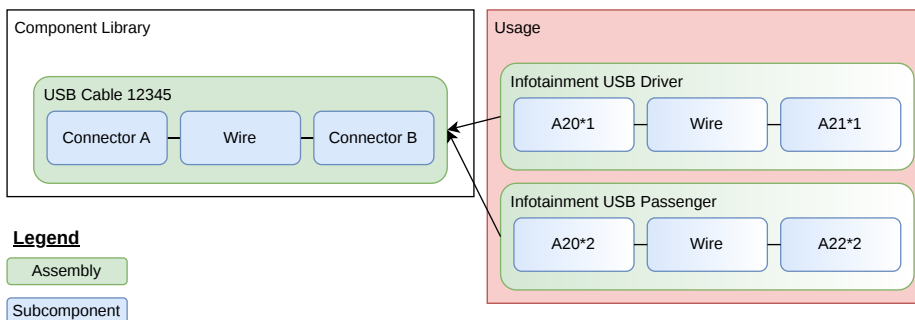 Component Library
USB Cable 12345
Connector A
Wire
Connector B
Usage
Infotainment USB Driver
A20*1
Wire
A21*1
Infotainment USB Passenger
A20*2
Wire
A22*2
Legend
Assembly
Subcomponent